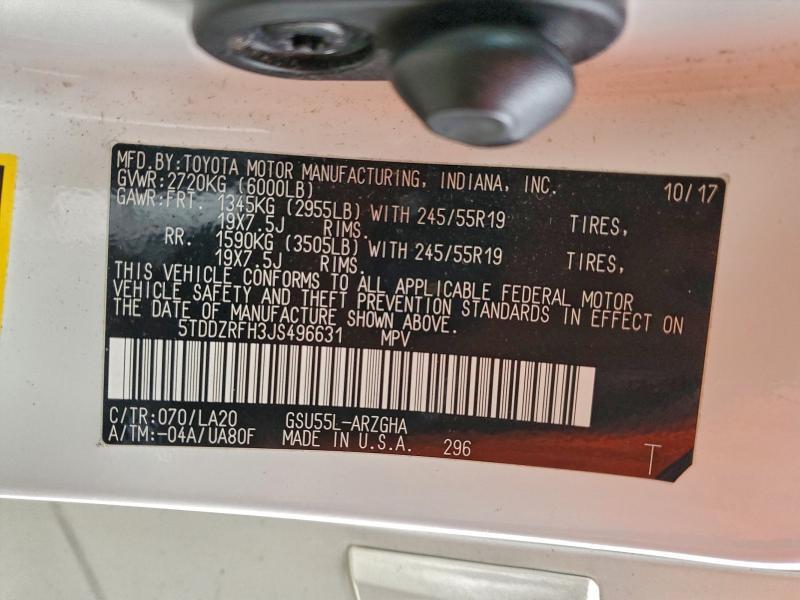 MFD. BY: TOYOTA MOTOR MANUFACTURING, INDIANA, INC. 10/17
GVWR: 2720KG (6000LB)
GAWR: FRT. 1345KG (2955LB) WITH 245/55R19 TIRES,
19X7.5J RIMS.
RR. 1590KG (3505LB) WITH 245/55R19 TIRES,
19X7.5J RIMS.
THIS VEHICLE CONFORMS TO ALL APPLICABLE FEDERAL MOTOR
VEHICLE SAFETY AND THEFT PREVENTION STANDARDS IN EFFECT ON
THE DATE OF MANUFACTURE SHOWN ABOVE.
5TDDZRFH3JS496631 MPV
C/TR: 070/LA20 GSU55L-ARZGHA
A/TM: -04A/UA80F MADE IN U.S.A. 296 T